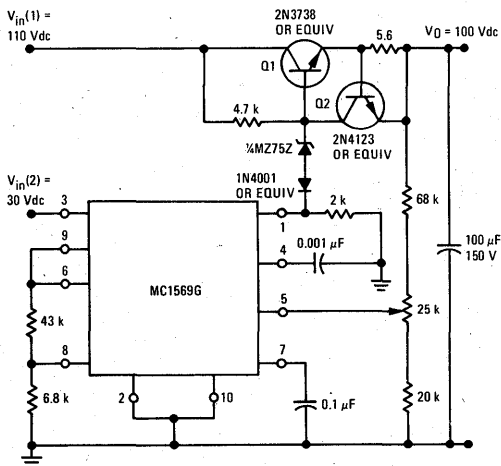 2N3738
OR EQUIV
Vin(1) =
110 Vdc
5.6
VO = 100 Vdc
Q1
Q2
4.7 k
2N4123
OR EQUIV
¼MZ75Z
1N4001
OR EQUIV
Vin(2) =
30 Vdc
3
1
2 k
68 k
100 µF
150 V
9
4
0.001 µF
6
MC1569G
5
25 k
43 k
8
7
6.8 k
2
10
0.1 µF
20 k